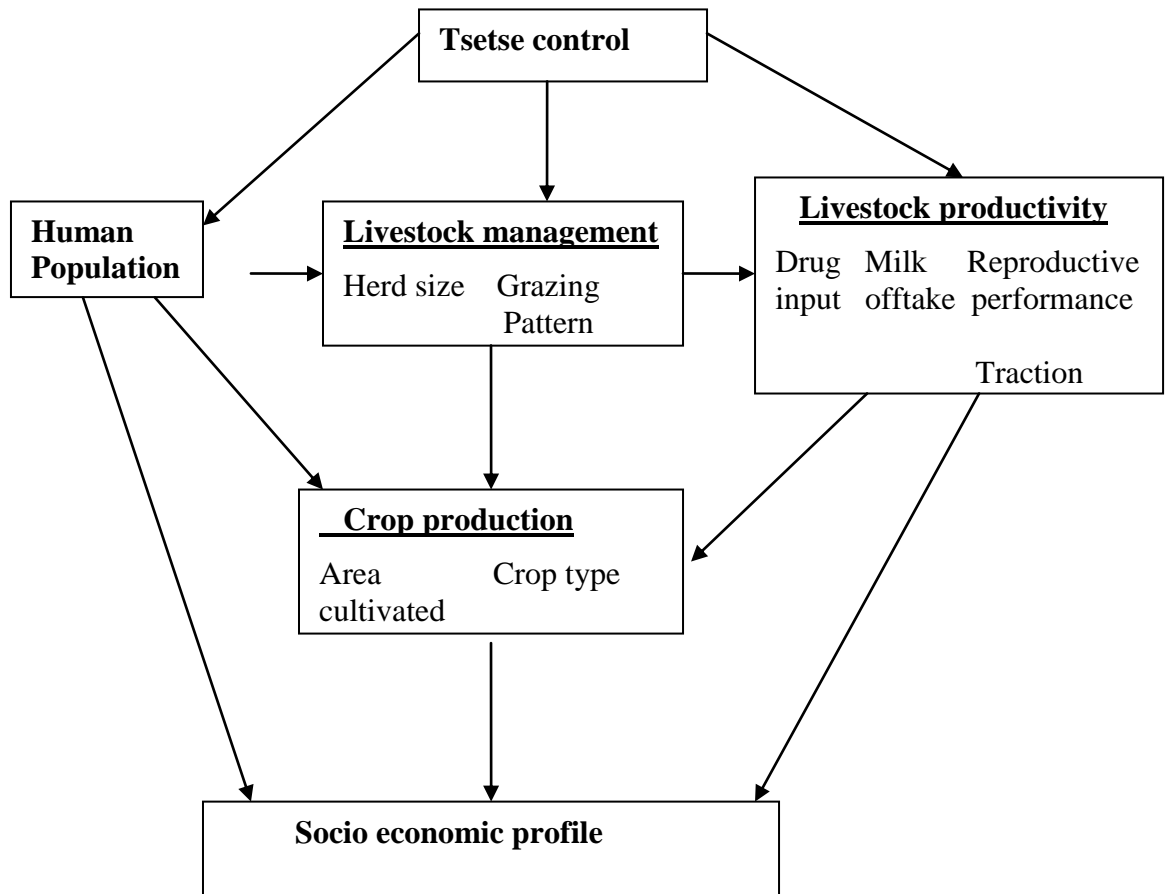 Tsetse control
Human
Population
Livestock management
Herd size Grazing
Pattern
Livestock productivity
Drug Milk Reproductive
input offtake performance
Traction
Crop production
Area Crop type
cultivated
Socio economic profile